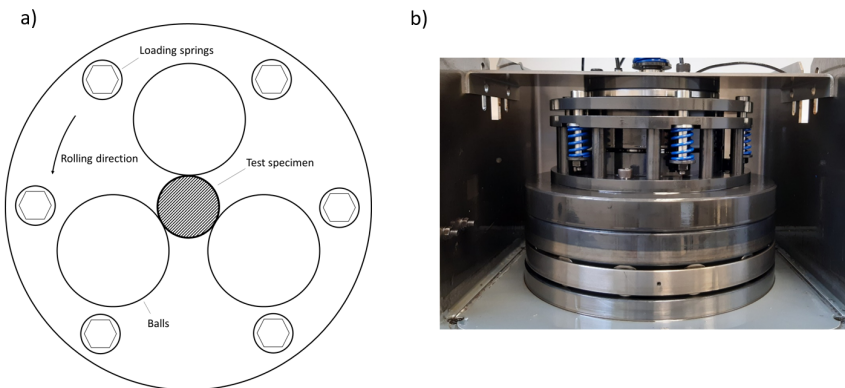 a)
b)
Loading springs
Rolling direction
Test specimen
Balls